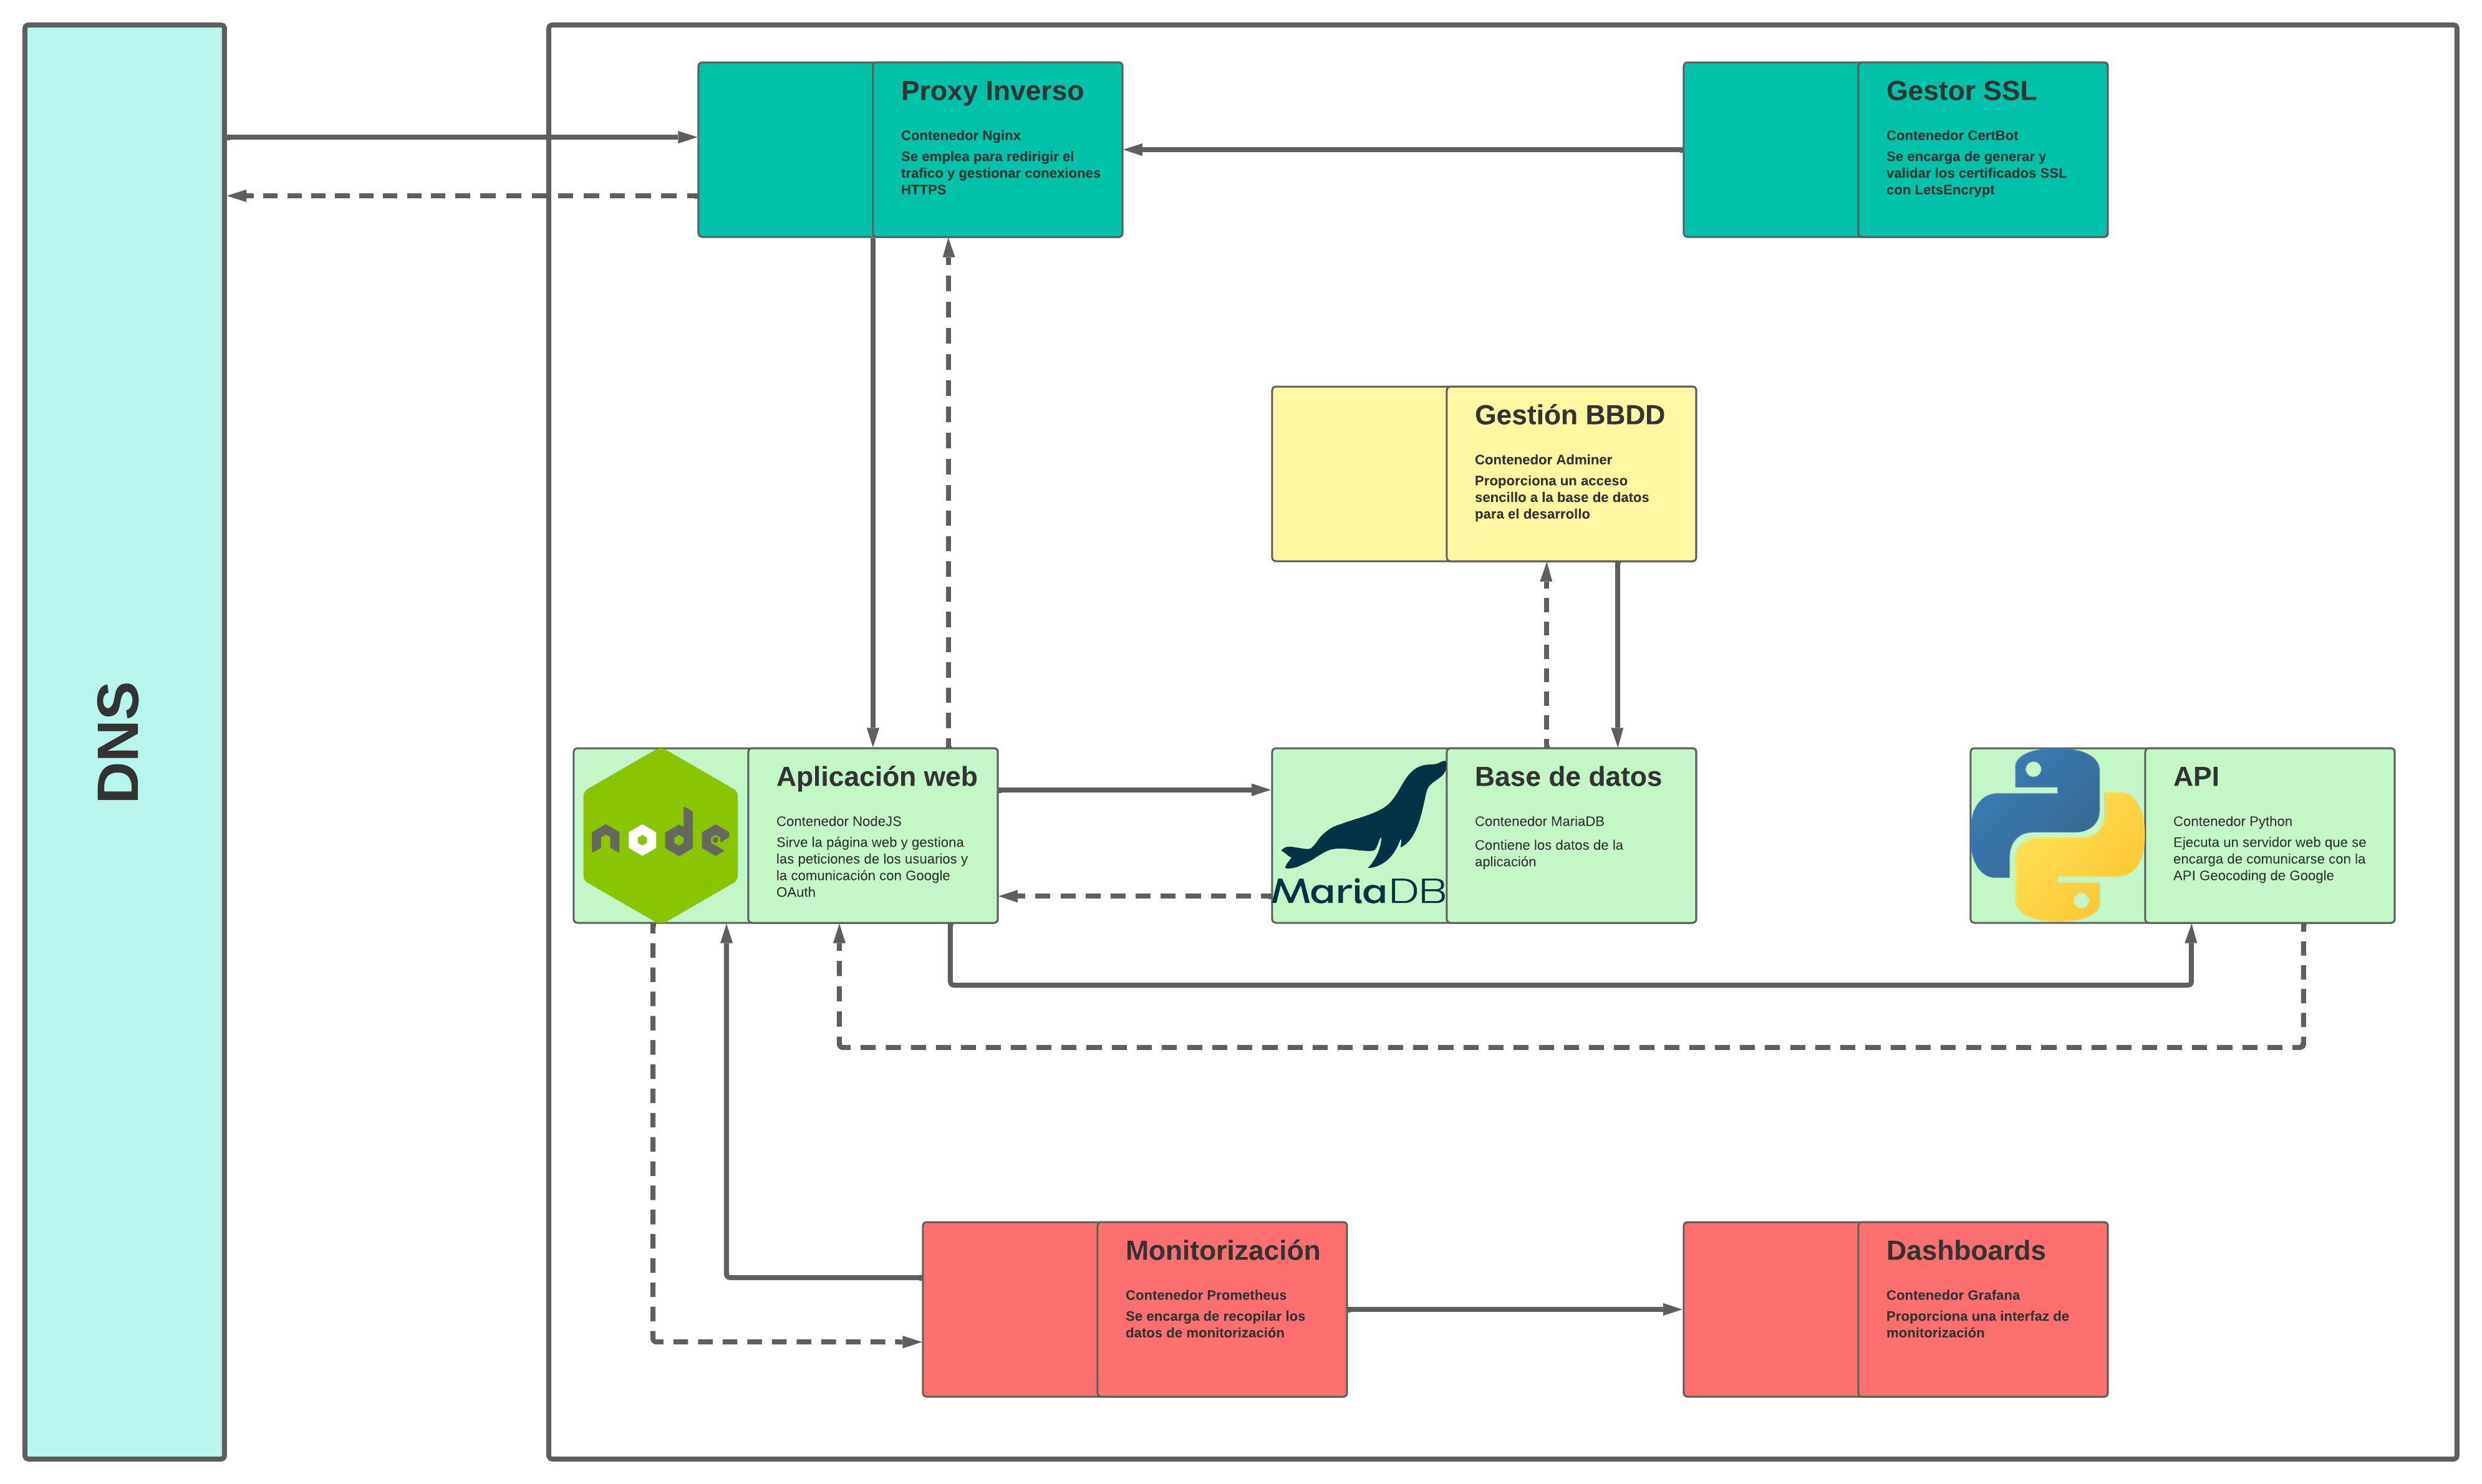 DNS
Proxy Inverso
Contenedor Nginx
Se emplea para redirigir el
trafico y gestionar conexiones
HTTPS
Gestor SSL
Contenedor CertBot
Se encarga de generar y
validar los certificados SSL
con LetsEncrypt
Gestión BBDD
Contenedor Adminer
Proporciona un acceso
sencillo a la base de datos
para el desarrollo
node
Aplicación web
Contenedor NodeJS
Sirve la página web y gestiona
las peticiones de los usuarios y
la comunicación con Google
OAuth
MariaDB
Base de datos
Contenedor MariaDB
Contiene los datos de la
aplicación
API
Contenedor Python
Ejecuta un servidor web que se
encarga de comunicarse con la
API Geocoding de Google
Monitorización
Contenedor Prometheus
Se encarga de recopilar los
datos de monitorización
Dashboards
Contenedor Grafana
Proporciona una interfaz de
monitorización